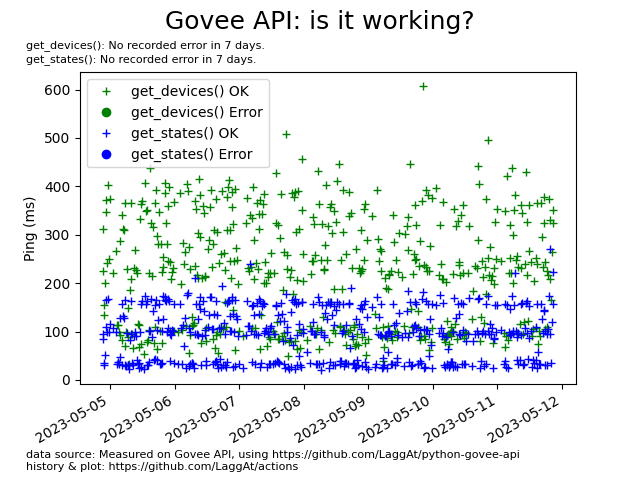 Govee API: is it working?
get_devices(): No recorded error in 7 days.
get_states(): No recorded error in 7 days.
get_devices() OK
get_devices() Error
get_states() OK
get_states() Error
Ping (ms)
600
500
400
300
200
100
0
2023-05-05
2023-05-06
2023-05-07
2023-05-08
2023-05-09
2023-05-10
2023-05-11
2023-05-12
data source: Measured on Govee API, using https://github.com/LaggAt/python-govee-api
history & plot: https://github.com/LaggAt/actions